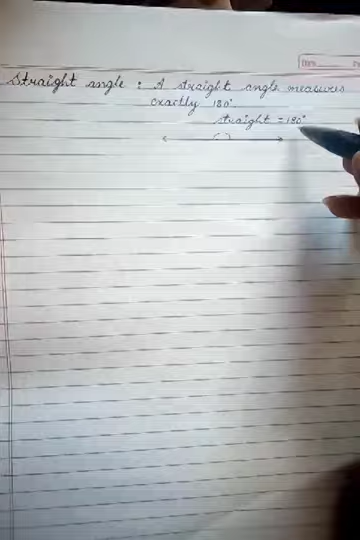 Straight angle : A straight angle measures
exactly 180°
straight = 180°